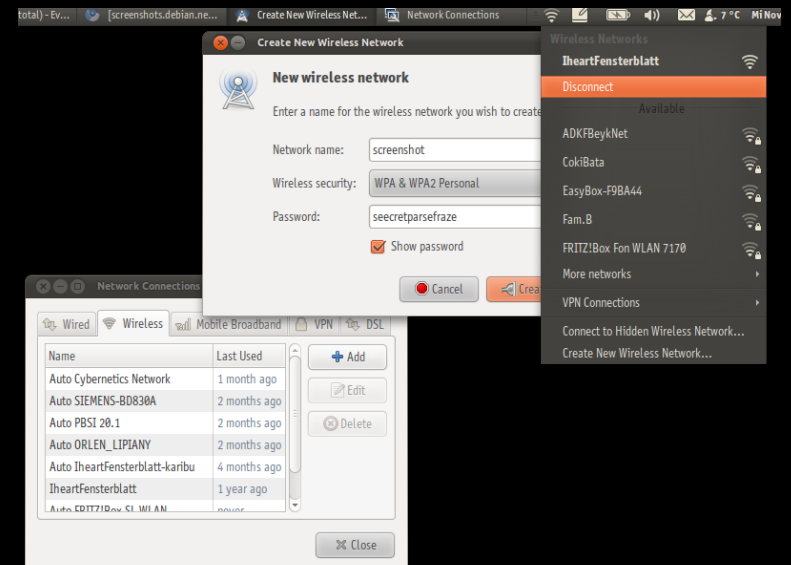 total) - Ev...
[screenshots.debian.ne...
Create New Wireless Net...
Network Connections
7 °C
Mi Nov
Create New Wireless Network
New wireless network
Enter a name for the wireless network you wish to create
Network name:
screenshot
Wireless security:
WPA & WPA2 Personal
Password:
seecretparsefraze
Show password
Cancel
Crea
Wireless Networks
IheartFensterblatt
Disconnect
Available
ADKFBeykNet
CokiBata
EasyBox-F9BA44
Fam.B
FRITZ!Box Fon WLAN 7170
More networks
VPN Connections
Connect to Hidden Wireless Network...
Create New Wireless Network...
Network Connections
Wired
Wireless
Mobile Broadband
VPN
DSL
Name
Last Used
Auto Cybernetics Network
1 month ago
Auto SIEMENS-BD830A
2 months ago
Auto PBSI 20.1
2 months ago
Auto ORLEN_LIPIANY
2 months ago
Auto IheartFensterblatt-karibu
4 months ago
IheartFensterblatt
1 year ago
Auto FRITZ!Box SL WLAN
never
Add
Edit
Delete
Close